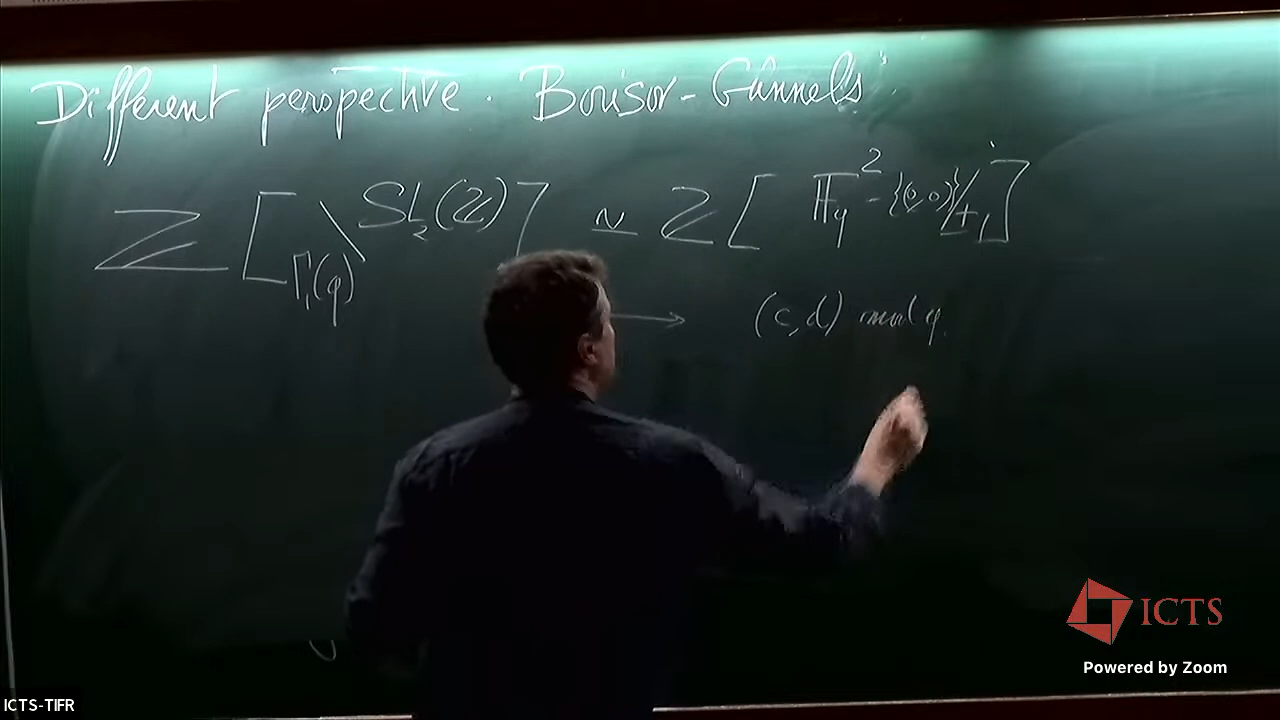 Different perspective. Borisov-Gunnels
Z[Γ₁(q)\SL₂(Z)] ≃ Z[F_q² - {(0,0)}/±1]
→ (c,d) mod q.
ICTS
Powered by Zoom
ICTS-TIFR